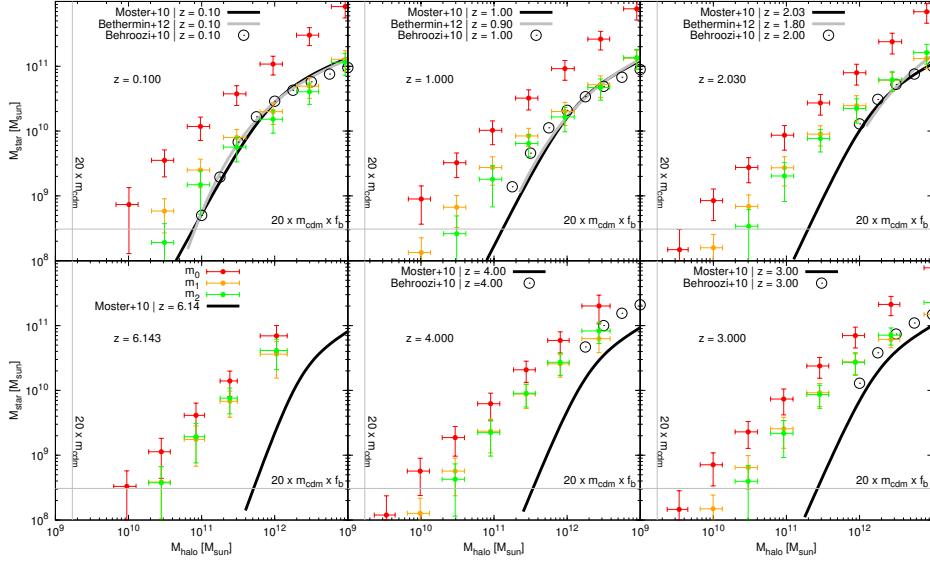 Moster+10 | z = 0.10
Bethermin+12 | z = 0.10
Behroozi+10 | z = 0.10
z = 0.100
20 x m_cdm
20 x m_cdm x f_b
M_star [M_sun]
10^11
10^10
10^9
10^8
Moster+10 | z = 1.00
Bethermin+12 | z = 0.90
Behroozi+10 | z = 1.00
z = 1.000
20 x m_cdm
20 x m_cdm x f_b
Moster+10 | z = 2.03
Bethermin+12 | z = 1.80
Behroozi+10 | z = 2.00
z = 2.030
20 x m_cdm
20 x m_cdm x f_b
m_0
m_1
m_2
Moster+10 | z = 6.14
z = 6.143
20 x m_cdm
20 x m_cdm x f_b
M_star [M_sun]
10^11
10^10
10^9
10^8
10^9
10^10
10^11
10^12
M_halo [M_sun]
Moster+10 | z = 4.00
Behroozi+10 | z =4.00
z = 4.000
20 x m_cdm
20 x m_cdm x f_b
10^9
10^10
10^11
10^12
M_halo [M_sun]
Moster+10 | z = 3.00
Behroozi+10 | z = 3.00
z = 3.000
20 x m_cdm
20 x m_cdm x f_b
10^9
10^10
10^11
10^12
M_halo [M_sun]